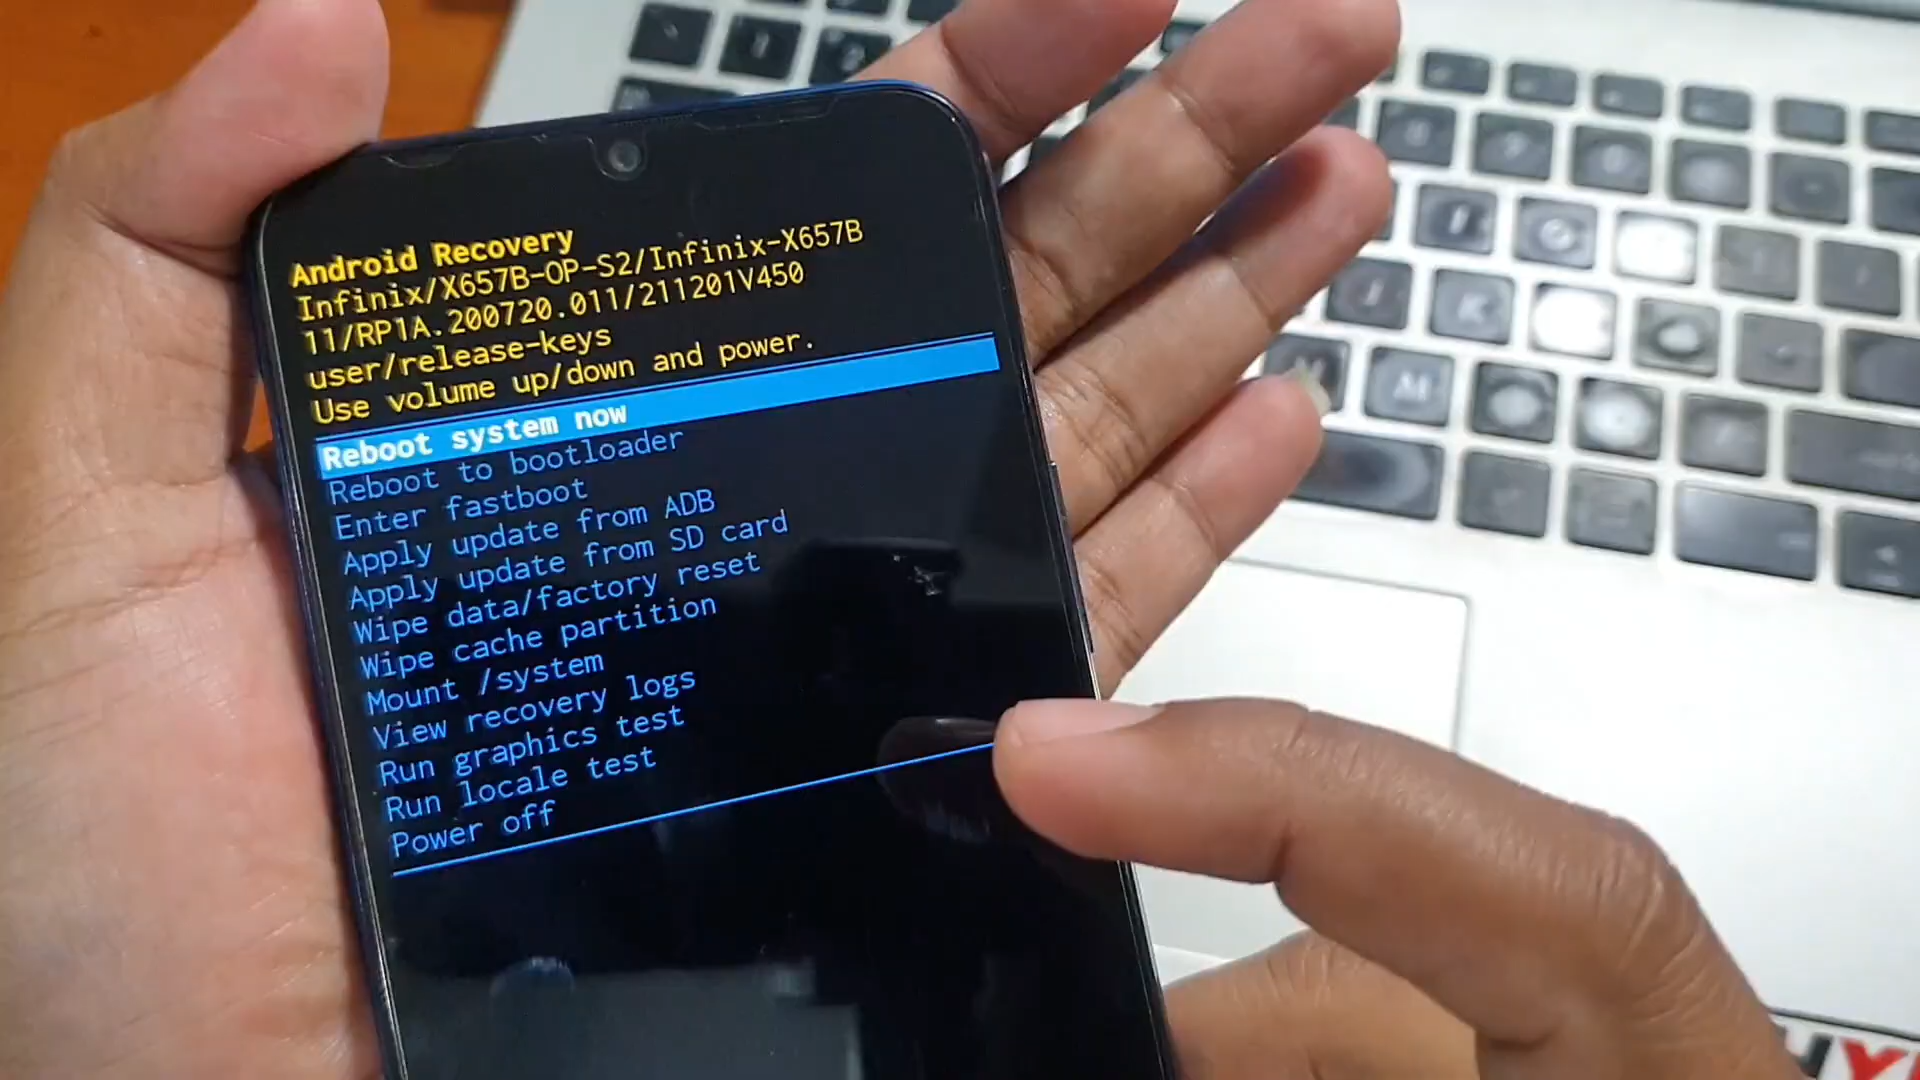 Android Recovery
Infinix/X657B-OP-S2/Infinix-X657B
11/RP1A.200720.011/211201V450
user/release-keys
Use volume up/down and power.
Reboot system now
Reboot to bootloader
Enter fastboot
Apply update from ADB
Apply update from SD card
Wipe data/factory reset
Wipe cache partition
Mount /system
View recovery logs
Run graphics test
Run locale test
Power off